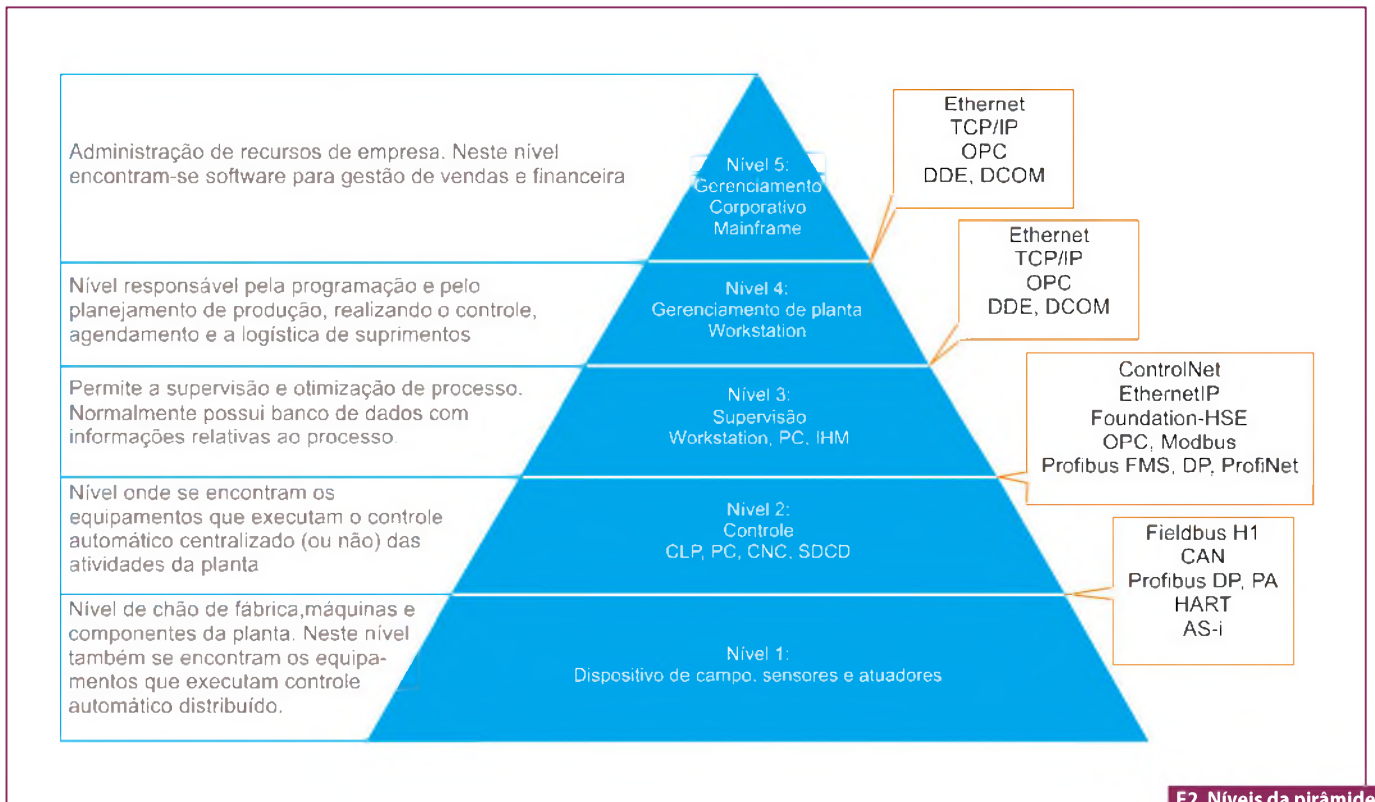 Administração de recursos de empresa. Neste nível
encontram-se software para gestão de vendas e financeira
Nível 5:
Gerenciamento
Corporativo
Mainframe
Ethernet
TCP/IP
OPC
DDE, DCOM
Nível responsável pela programação e pelo
planejamento de produção, realizando o controle,
agendamento e a logística de suprimentos
Nível 4:
Gerenciamento de planta
Workstation
Ethernet
TCP/IP
OPC
DDE, DCOM
Permite a supervisão e otimização de processo.
Normalmente possui banco de dados com
informações relativas ao processo.
Nível 3:
Supervisão
Workstation, PC, IHM
ControlNet
EthernetIP
Foundation-HSE
OPC, Modbus
Profibus FMS, DP, ProfiNet
Nível onde se encontram os
equipamentos que executam o controle
automático centralizado (ou não) das
atividades da planta
Nível 2:
Controle
CLP, PC, CNC, SDCD
Fieldbus H1
CAN
Profibus DP, PA
HART
AS-i
Nível de chão de fábrica,máquinas e
componentes da planta. Neste nível
também se encontram os equipa-
mentos que executam controle
automático distribuído.
Nível 1:
Dispositivo de campo, sensores e atuadores
F2. Níveis da pirâmide